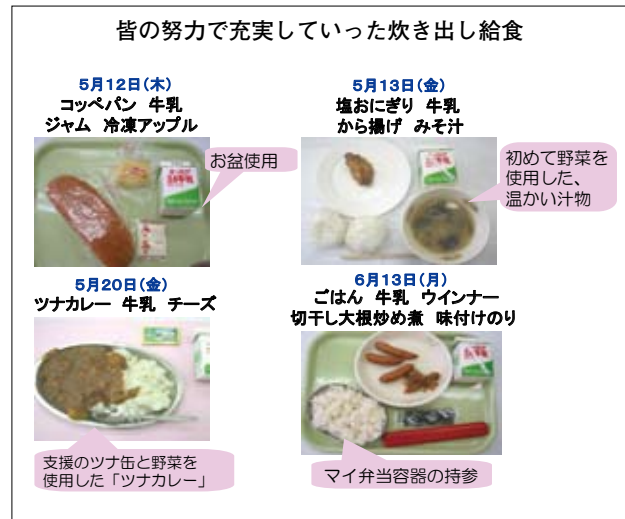 皆の努力で充実していった炊き出し給食
5月12日(木)
コッペパン 牛乳
ジャム 冷凍アップル
お盆使用
5月13日(金)
塩おにぎり 牛乳
から揚げ みそ汁
初めて野菜を
使用した、
温かい汁物
5月20日(金)
ツナカレー 牛乳 チーズ
支援のツナ缶と野菜を
使用した「ツナカレー」
6月13日(月)
ごはん 牛乳 ウインナー
切干し大根炒め煮 味付けのり
マイ弁当容器の持参